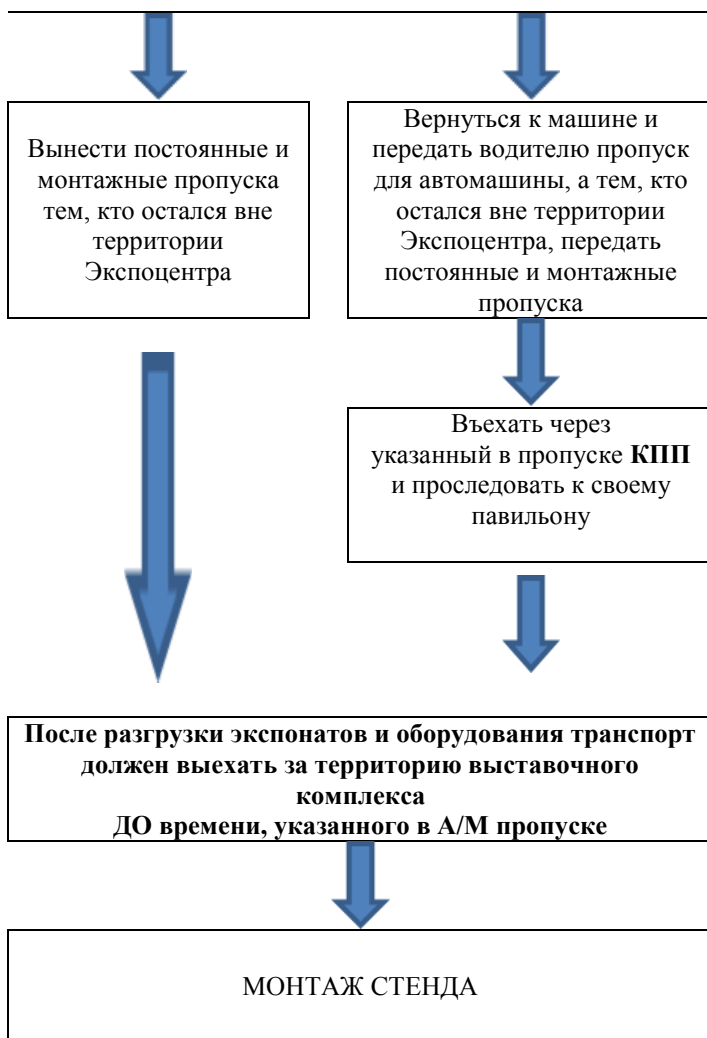 Вынести постоянные и
монтажные пропуска
тем, кто остался вне
территории
Экспоцентра
Вернуться к машине и
передать водителю пропуск
для автомашины, а тем, кто
остался вне территории
Экспоцентра, передать
постоянные и монтажные
пропуска
Въехать через
указанный в пропуске КПП
и проследовать к своему
павильону
После разгрузки экспонатов и оборудования транспорт
должен выехать за территорию выставочного
комплекса
ДО времени, указанного в А/М пропуске
МОНТАЖ СТЕНДА